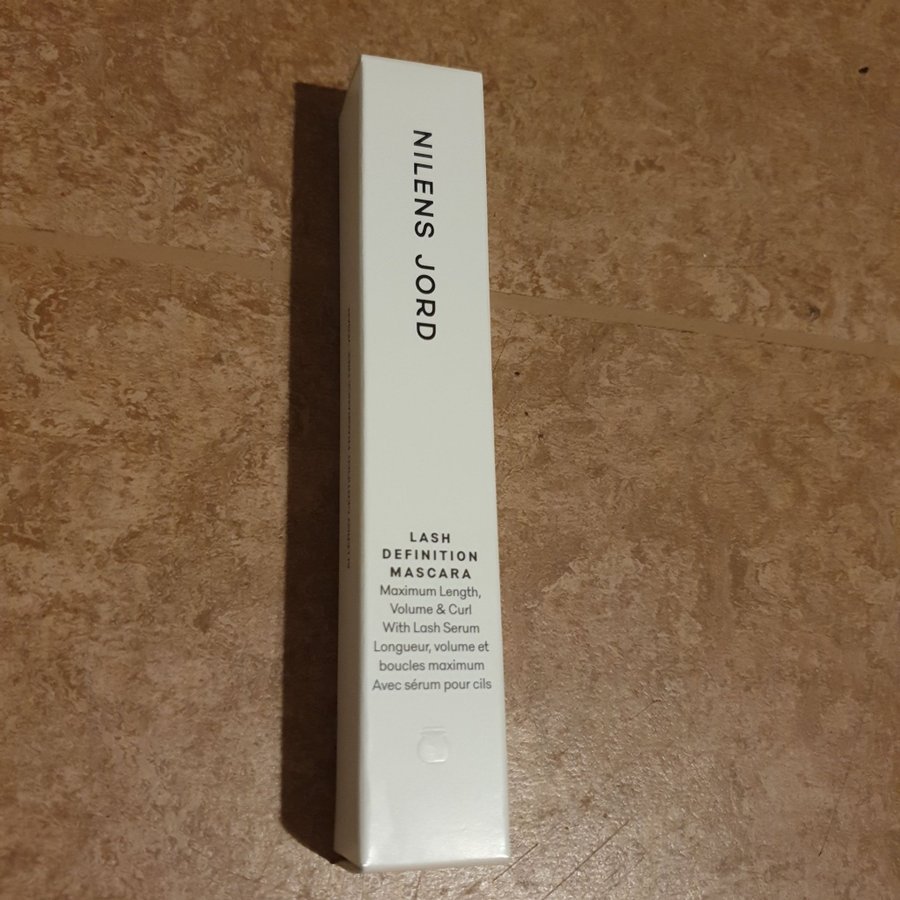 NILENS JORD
LASH
DEFINITION
MASCARA
Maximum Length,
Volume & Curl
With Lash Serum
Longueur, volume et
boucles maximum
Avec sérum pour cils